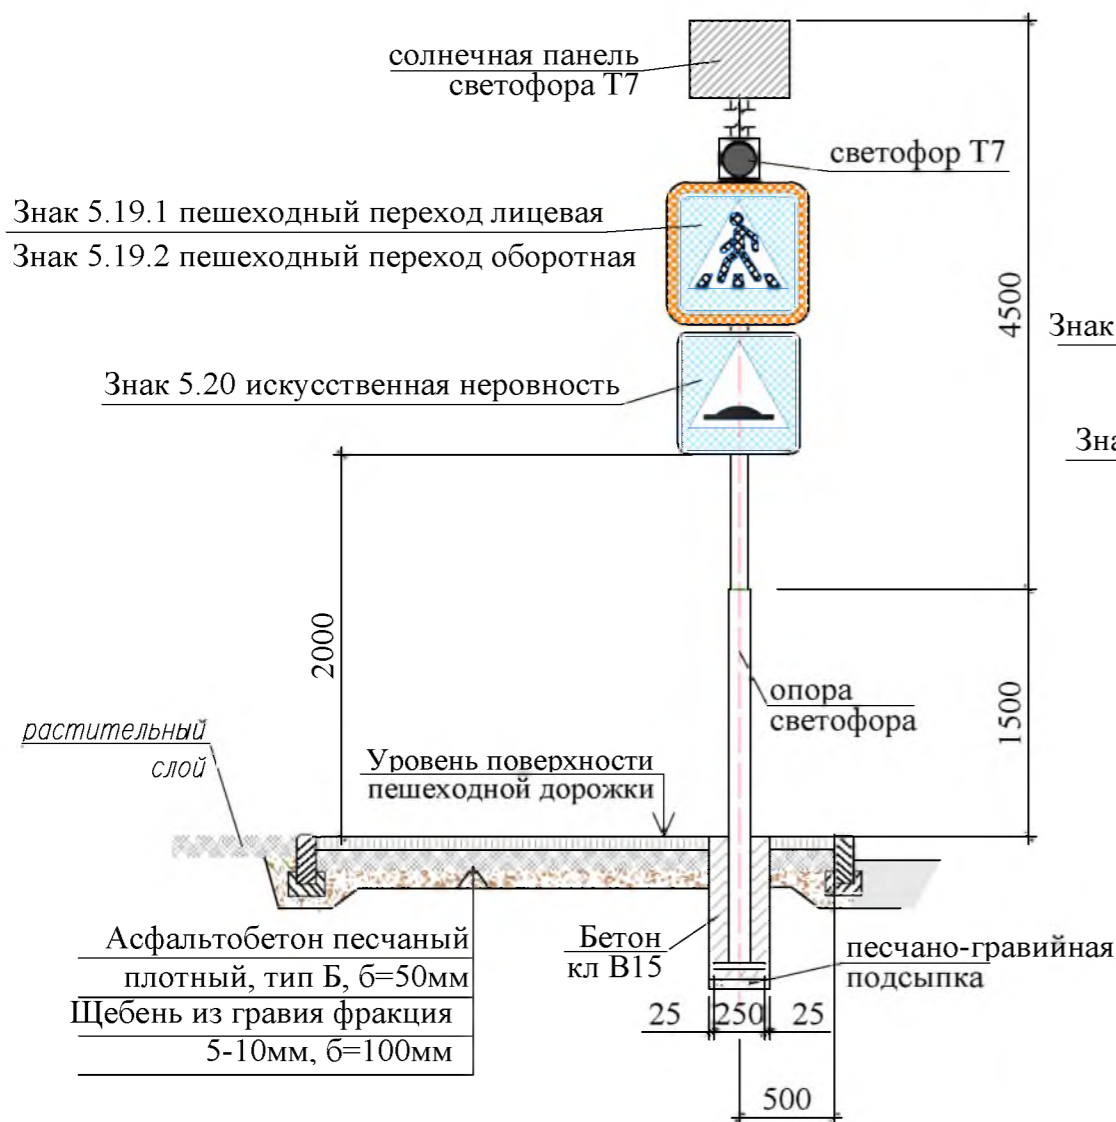 солнечная панель
светофора Т7
светофор Т7
Знак 5.19.1 пешеходный переход лицевая
Знак 5.19.2 пешеходный переход оборотная
4500
Знак
Знак 5.20 искусственная неровность
Зна
2000
опора
светофора
1500
растительный
слой
Уровень поверхности
пешеходной дорожки
Асфальтобетон песчаный
плотный, тип Б, б=50мм
Щебень из гравия фракция
5-10мм, б=100мм
Бетон
кл В15
песчано-гравийная
подсыпка
25 250 25
500